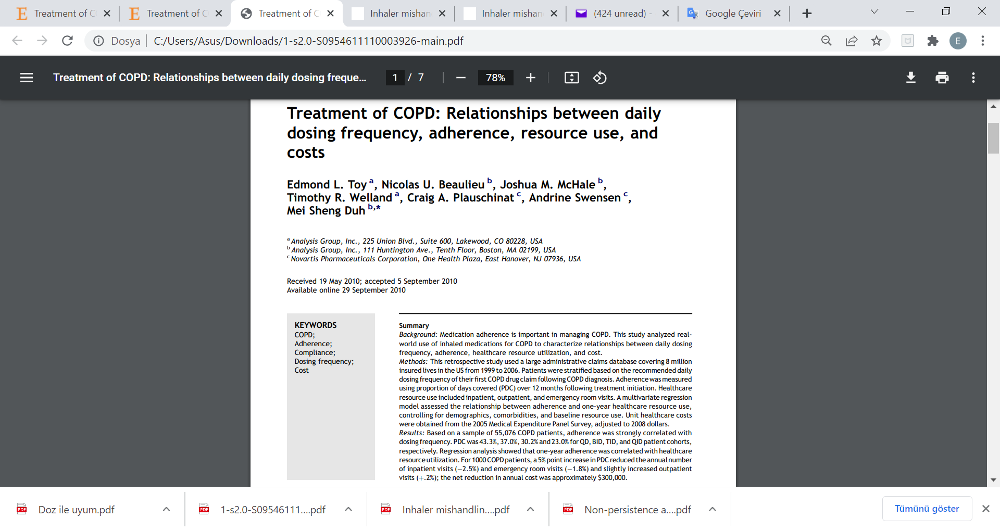 Treatment of C
Treatment of C
Treatment of C
Inhaler mishan
Inhaler mishan
(424 unread) -
Google Çeviri
Dosya
C:/Users/Asus/Downloads/1-s2.0-S0954611110003926-main.pdf
E
Treatment of COPD: Relationships between daily dosing freque...
1 / 7
78%
Treatment of COPD: Relationships between daily
dosing frequency, adherence, resource use, and
costs
Edmond L. Toy a, Nicolas U. Beaulieu b, Joshua M. McHale b,
Timothy R. Welland a, Craig A. Plauschinat c, Andrine Swensen c,
Mei Sheng Duh b,*
a Analysis Group, Inc., 225 Union Blvd., Suite 600, Lakewood, CO 80228, USA
b Analysis Group, Inc., 111 Huntington Ave., Tenth Floor, Boston, MA 02199, USA
c Novartis Pharmaceuticals Corporation, One Health Plaza, East Hanover, NJ 07936, USA
Received 19 May 2010; accepted 5 September 2010
Available online 29 September 2010
KEYWORDS
COPD;
Adherence;
Compliance;
Dosing frequency;
Cost
Summary
Background: Medication adherence is important in managing COPD. This study analyzed real-
world use of inhaled medications for COPD to characterize relationships between daily dosing
frequency, adherence, healthcare resource utilization, and cost.
Methods: This retrospective study used a large administrative claims database covering 8 million
insured lives in the US from 1999 to 2006. Patients were stratified based on the recommended daily
dosing frequency of their first COPD drug claim following COPD diagnosis. Adherence was measured
using proportion of days covered (PDC) over 12 months following treatment initiation. Healthcare
resource use included inpatient, outpatient, and emergency room visits. A multivariate regression
model assessed the relationship between adherence and one-year healthcare resource use,
controlling for demographics, comorbidities, and baseline resource use. Unit healthcare costs
were obtained from the 2005 Medical Expenditure Panel Survey, adjusted to 2008 dollars.
Results: Based on a sample of 55,076 COPD patients, adherence was strongly correlated with
dosing frequency. PDC was 43.3%, 37.0%, 30.2% and 23.0% for QD, BID, TID, and QID patient cohorts,
respectively. Regression analysis showed that one-year adherence was correlated with healthcare
resource utilization. For 1000 COPD patients, a 5% point increase in PDC reduced the annual number
of inpatient visits (−2.5%) and emergency room visits (−1.8%) and slightly increased outpatient
visits (+.2%); the net reduction in annual cost was approximately $300,000.
Doz ile uyum.pdf
1-s2.0-S09546111....pdf
Inhaler mishandlin....pdf
Non-persistence a....pdf
Tümünü göster